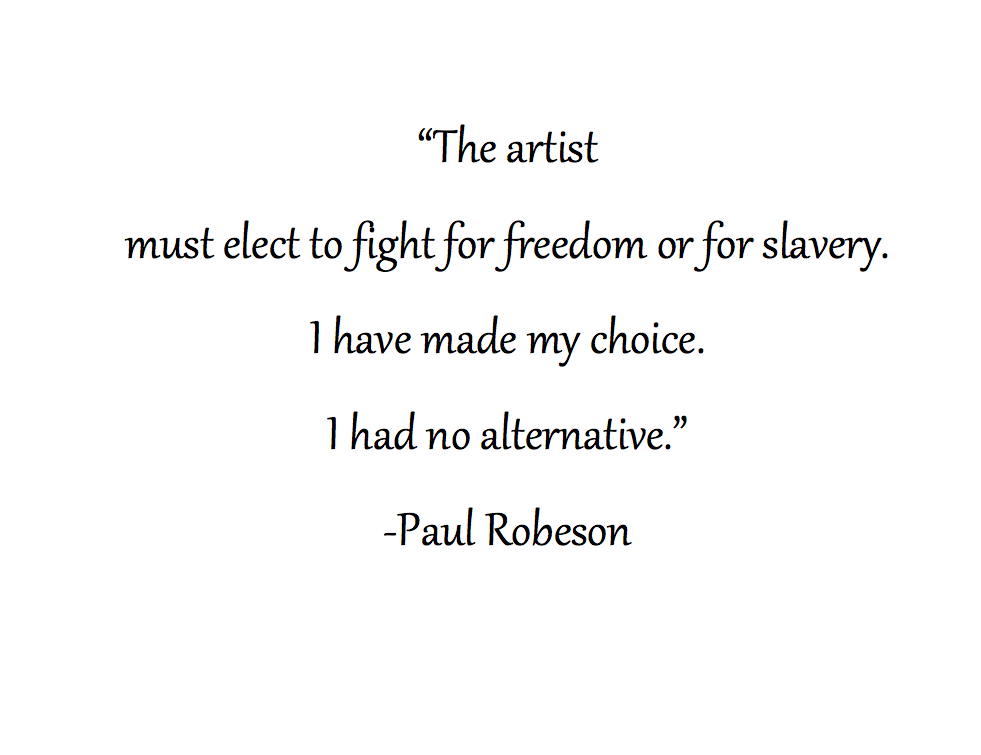 “The artist
must elect to fight for freedom or for slavery.
I have made my choice.
I had no alternative.”
-Paul Robeson